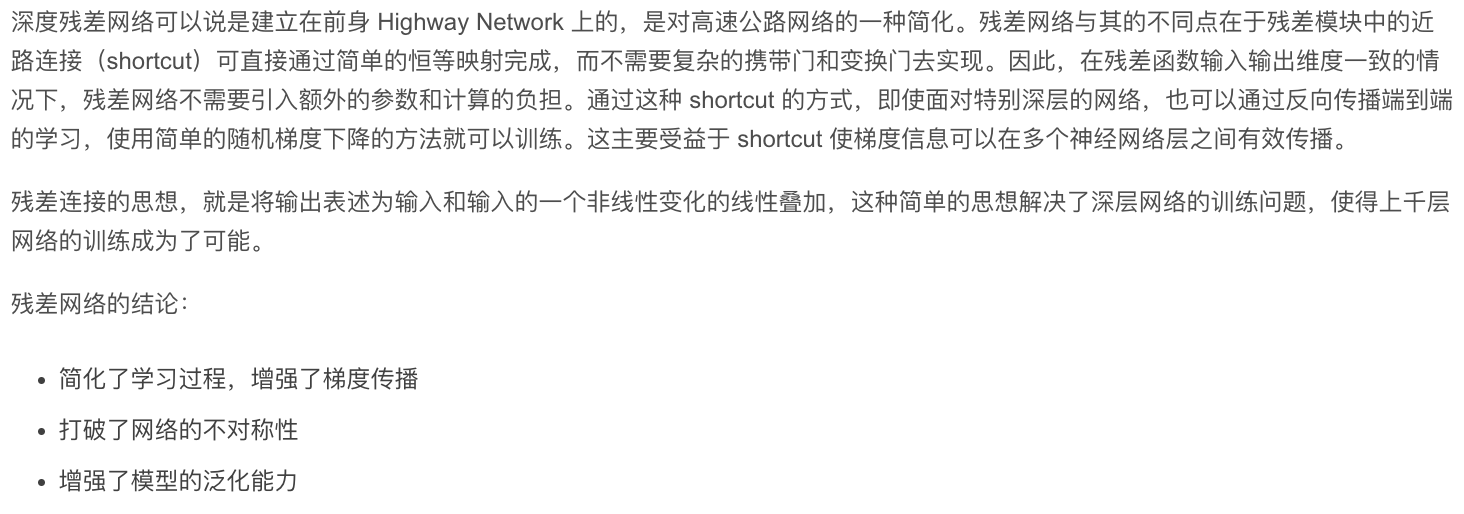 深度残差网络可以说是建立在前身 Highway Network 上的，是对高速公路网络的一种简化。残差网络与其的不同点在于残差模块中的近
路连接（shortcut）可直接通过简单的恒等映射完成，而不需要复杂的携带门和变换门去实现。因此，在残差函数输入输出维度一致的情
况下，残差网络不需要引入额外的参数和计算的负担。通过这种 shortcut 的方式，即使面对特别深层的网络，也可以通过反向传播端到端
的学习，使用简单的随机梯度下降的方法就可以训练。这主要受益于 shortcut 使梯度信息可以在多个神经网络层之间有效传播。
残差连接的思想，就是将输出表述为输入和输入的一个非线性变化的线性叠加，这种简单的思想解决了深层网络的训练问题，使得上千层
网络的训练成为了可能。
残差网络的结论：
• 简化了学习过程，增强了梯度传播
• 打破了网络的不对称性
• 增强了模型的泛化能力